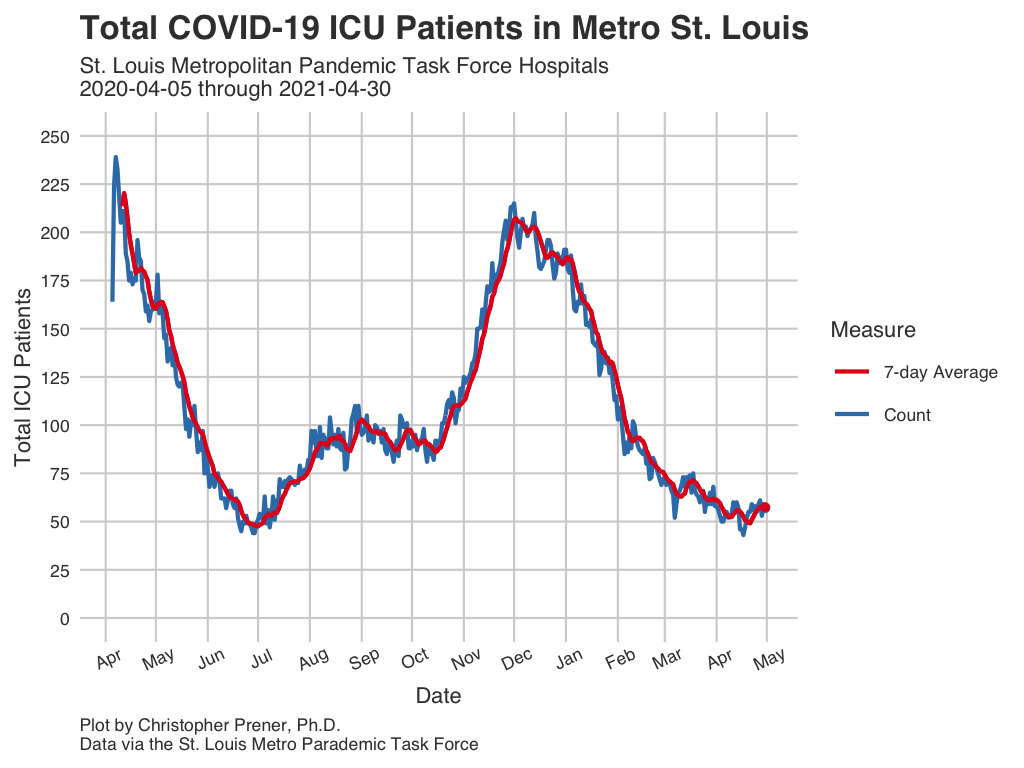 Total COVID-19 ICU Patients in Metro St. Louis
St. Louis Metropolitan Pandemic Task Force Hospitals
2020-04-05 through 2021-04-30
Total ICU Patients
250
225
200
175
150
125
100
75
50
25
0
Apr May Jun Jul Aug Sep Oct Nov Dec Jan Feb Mar Apr May
Date
Measure
7-day Average
Count
Plot by Christopher Prener, Ph.D.
Data via the St. Louis Metro Parademic Task Force